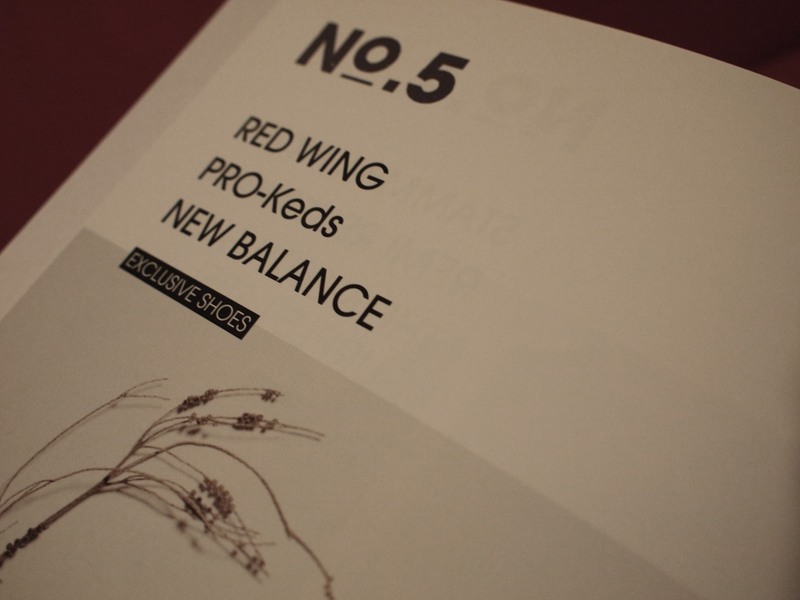 No.5
RED WING
PRO-Keds
NEW BALANCE
EXCLUSIVE SHOES